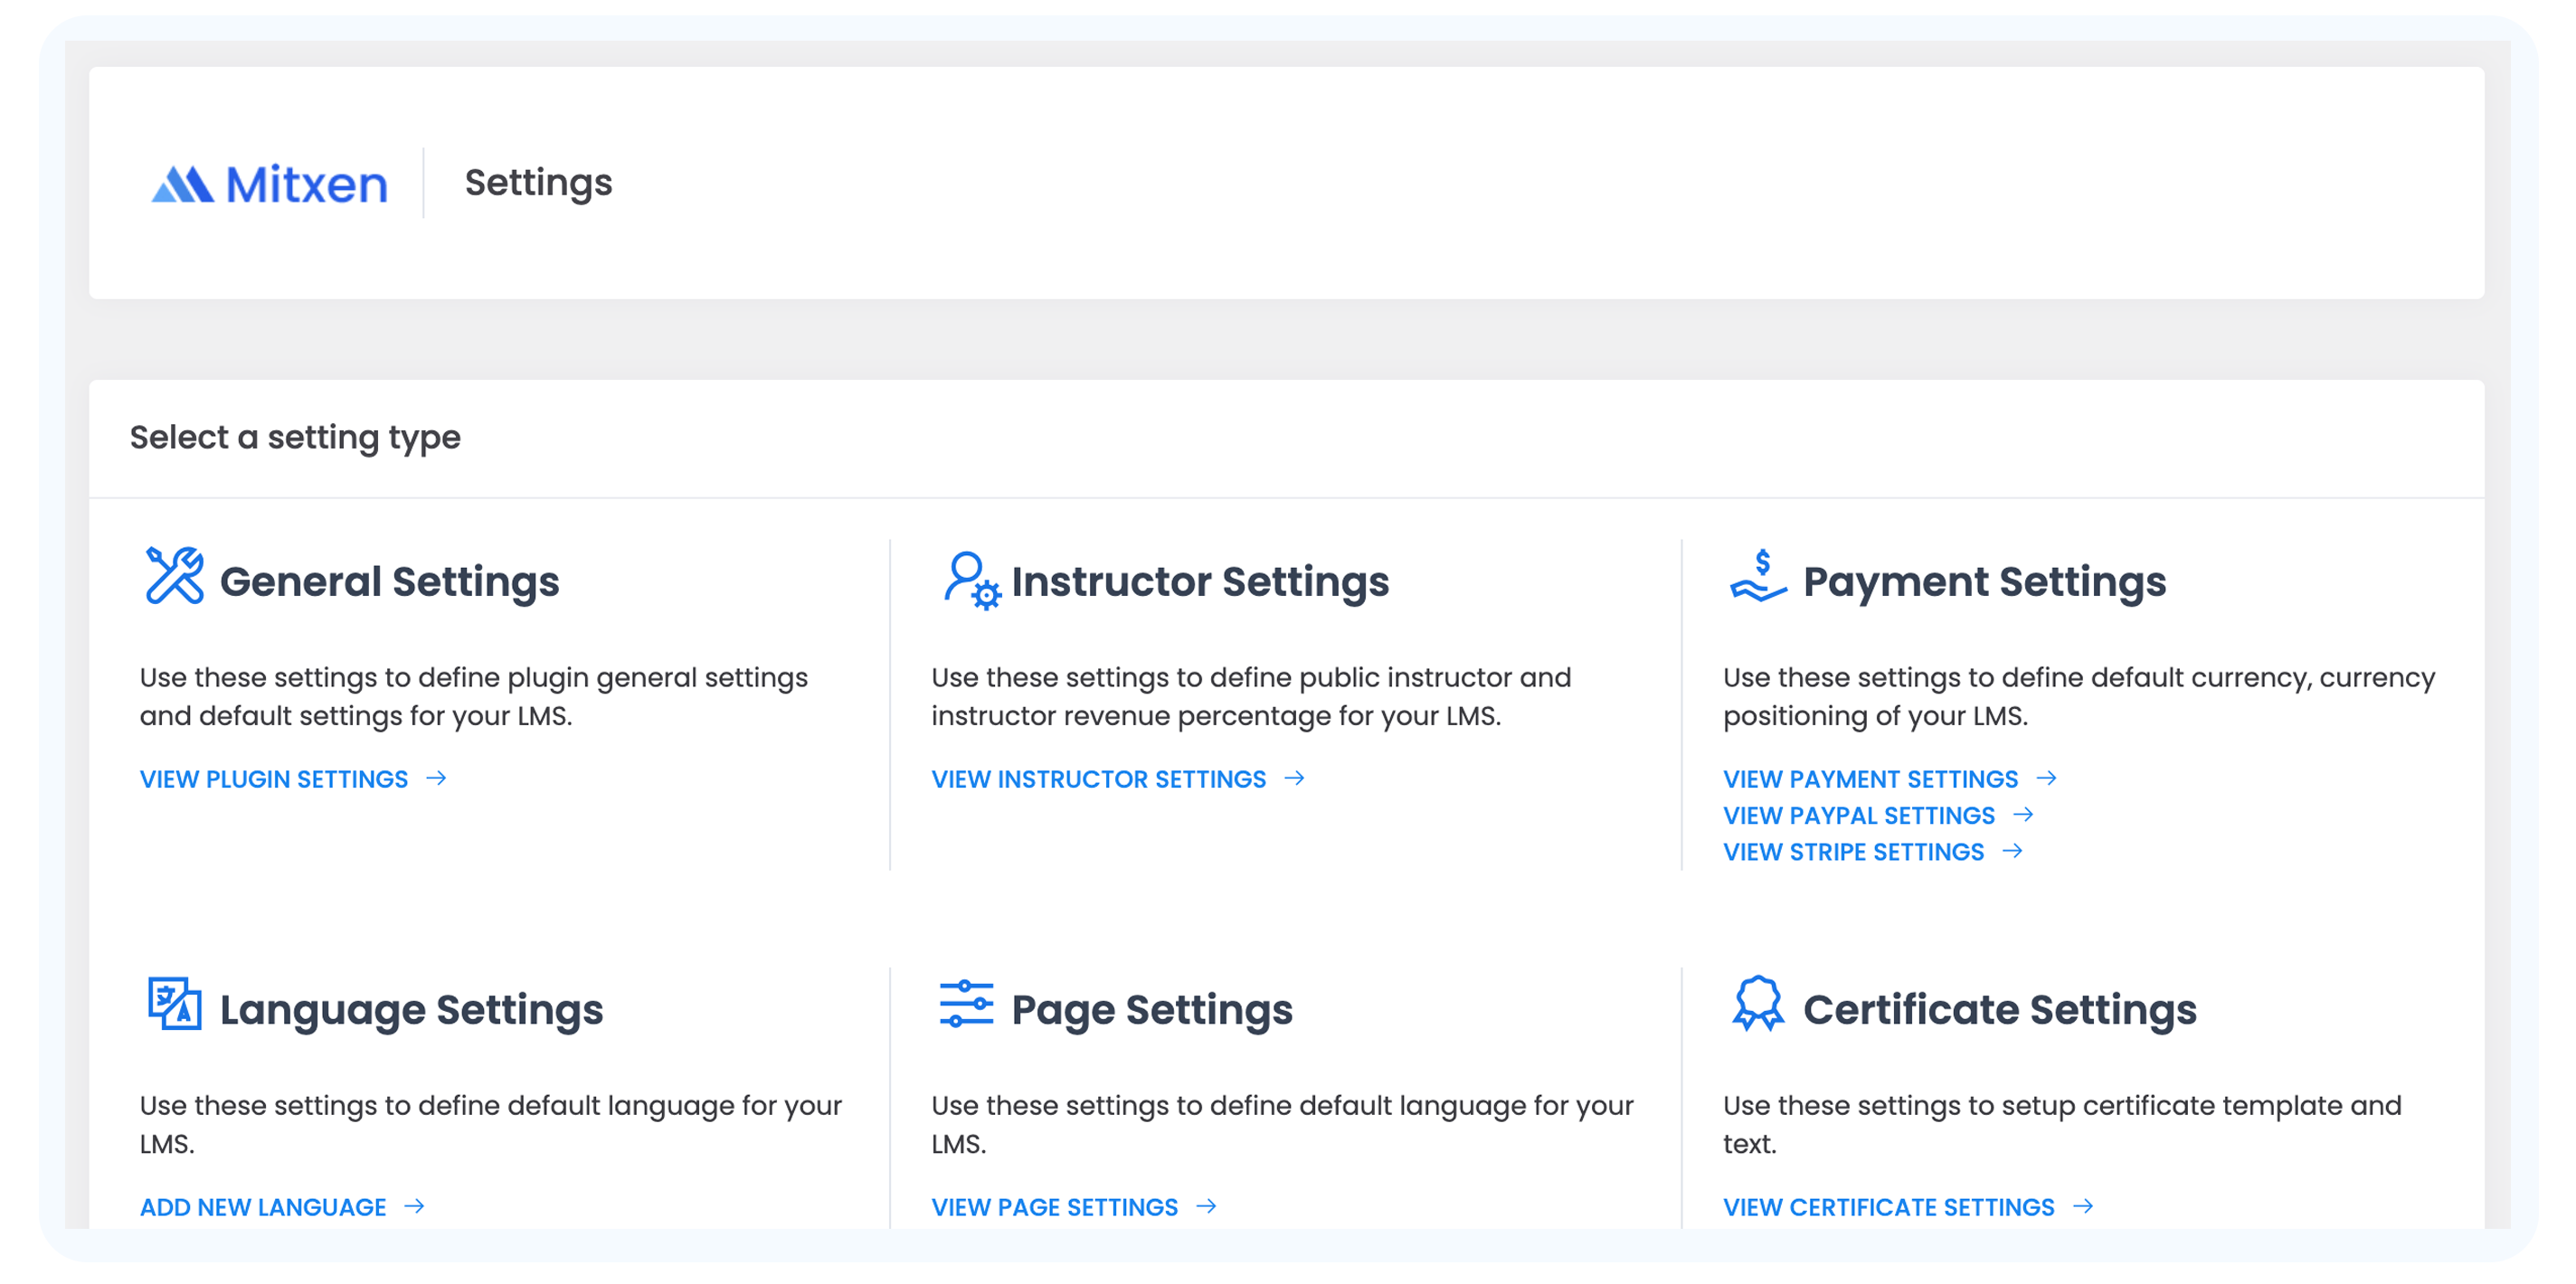 Mitxen
Settings
Select a setting type
General Settings
Use these settings to define plugin general settings
and default settings for your LMS.
VIEW PLUGIN SETTINGS →
Instructor Settings
Use these settings to define public instructor and
instructor revenue percentage for your LMS.
VIEW INSTRUCTOR SETTINGS →
Payment Settings
Use these settings to define default currency, currency
positioning of your LMS.
VIEW PAYMENT SETTINGS →
VIEW PAYPAL SETTINGS →
VIEW STRIPE SETTINGS →
Language Settings
Use these settings to define default language for your
LMS.
ADD NEW LANGUAGE →
Page Settings
Use these settings to define default language for your
LMS.
VIEW PAGE SETTINGS →
Certificate Settings
Use these settings to setup certificate template and
text.
VIEW CERTIFICATE SETTINGS →